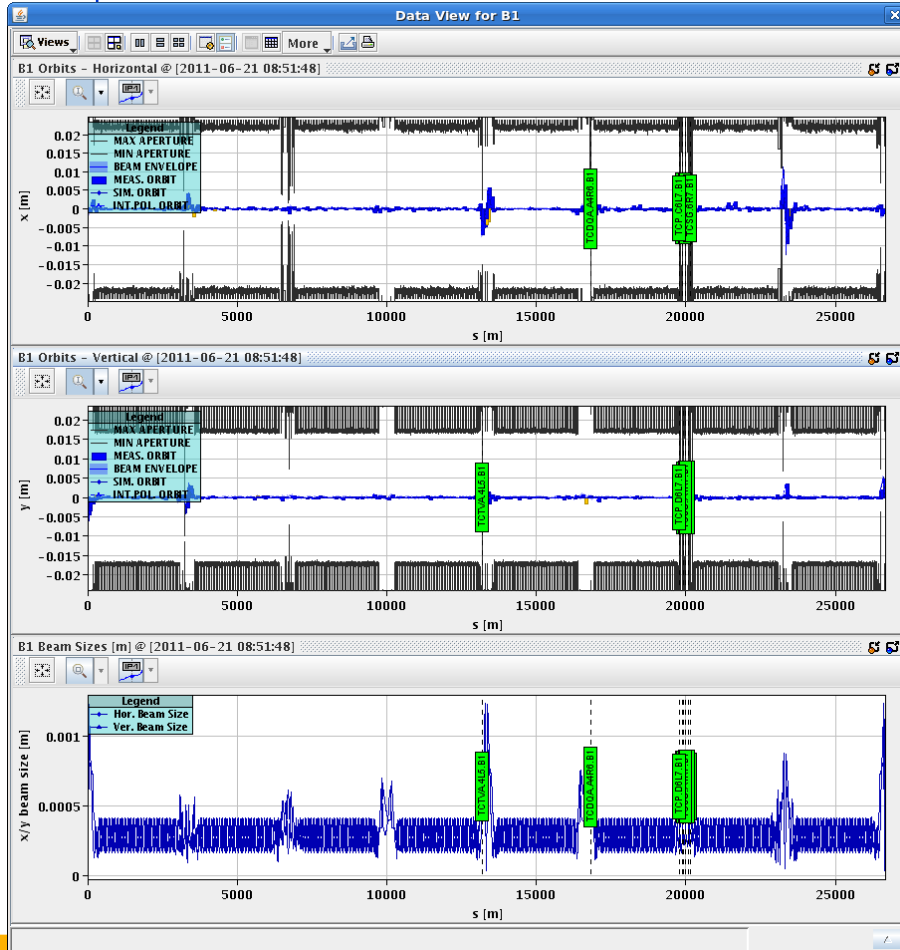 Data View for B1
Views More
B1 Orbits - Horizontal @ [2011-06-21 08:51:48]
Legend
MAX APERTURE
MIN APERTURE
BEAM ENVELOPE
MEAS. ORBIT
SIM. ORBIT
INT.POL. ORBIT
x [m]
0.02
0.015
0.01
0.005
0
-0.005
-0.01
-0.015
-0.02
TCDQA.A4R6.B1
TCP.C6L7.B1
TCSG.6R7.B1
0 5000 10000 15000 20000 25000
s [m]
B1 Orbits - Vertical @ [2011-06-21 08:51:48]
Legend
MAX APERTURE
MIN APERTURE
MEAS. ORBIT
BEAM ENVELOPE
SIM. ORBIT
INT.POL. ORBIT
y [m]
0.02
0.015
0.01
0.005
0
-0.005
-0.01
-0.015
-0.02
TCTVA.4L5.B1
TCP.D6L7.B1
0 5000 10000 15000 20000 25000
s [m]
B1 Beam Sizes [m] @ [2011-06-21 08:51:48]
Legend
Hor. Beam Size
Ver. Beam Size
x/y beam size [m]
0.001
0.0005
0
TCTVA.4L5.B1
TCDQA.A4R6.B1
TCP.D6L7.B1
0 5000 10000 15000 20000 25000
s [m]